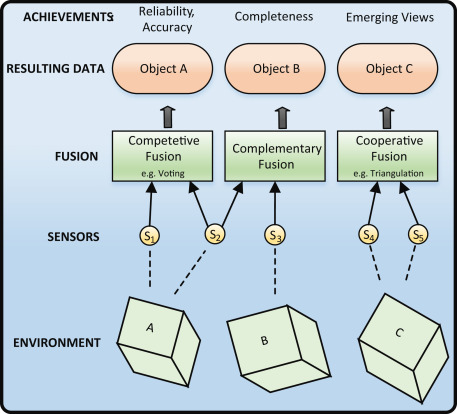 ACHIEVEMENTS:
Reliability,
Accuracy
Completeness
Emerging Views
RESULTING DATA
Object A
Object B
Object C
FUSION
Competetive
Fusion
e.g. Voting
Complementary
Fusion
Cooperative
Fusion
e.g. Triangulation
SENSORS
S1
S2
S3
S4
S5
ENVIRONMENT
A
B
C